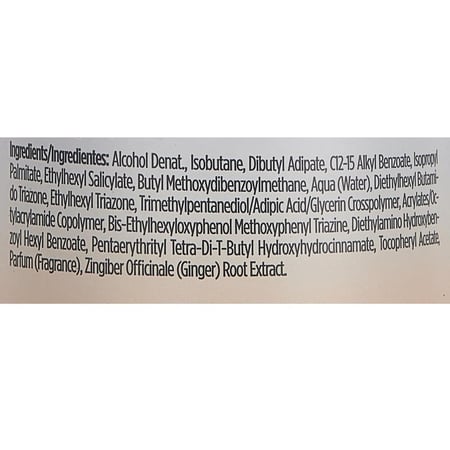 Ingredients/Ingredientes: Alcohol Denat., Isobutane, Dibutyl Adipate, C12-15 Alkyl Benzoate, Isopropyl
Palmitate, Ethylhexyl Salicylate, Butyl Methoxydibenzoylmethane, Aqua (Water), Diethylhexyl Butami-
do Triazone, Ethylhexyl Triazone, Trimethylpentanediol/Adipic Acid/Glycerin Crosspolymer, Acrylates/Oc-
tylacrylamide Copolymer, Bis-Ethylhexyloxyphenol Methoxyphenyl Triazine, Diethylamino Hydroxyben-
zoyl Hexyl Benzoate, Pentaerythrityl Tetra-Di-T-Butyl Hydroxyhydrocinnamate, Tocopheryl Acetate,
Parfum (Fragrance), Zingiber Officinale (Ginger) Root Extract.